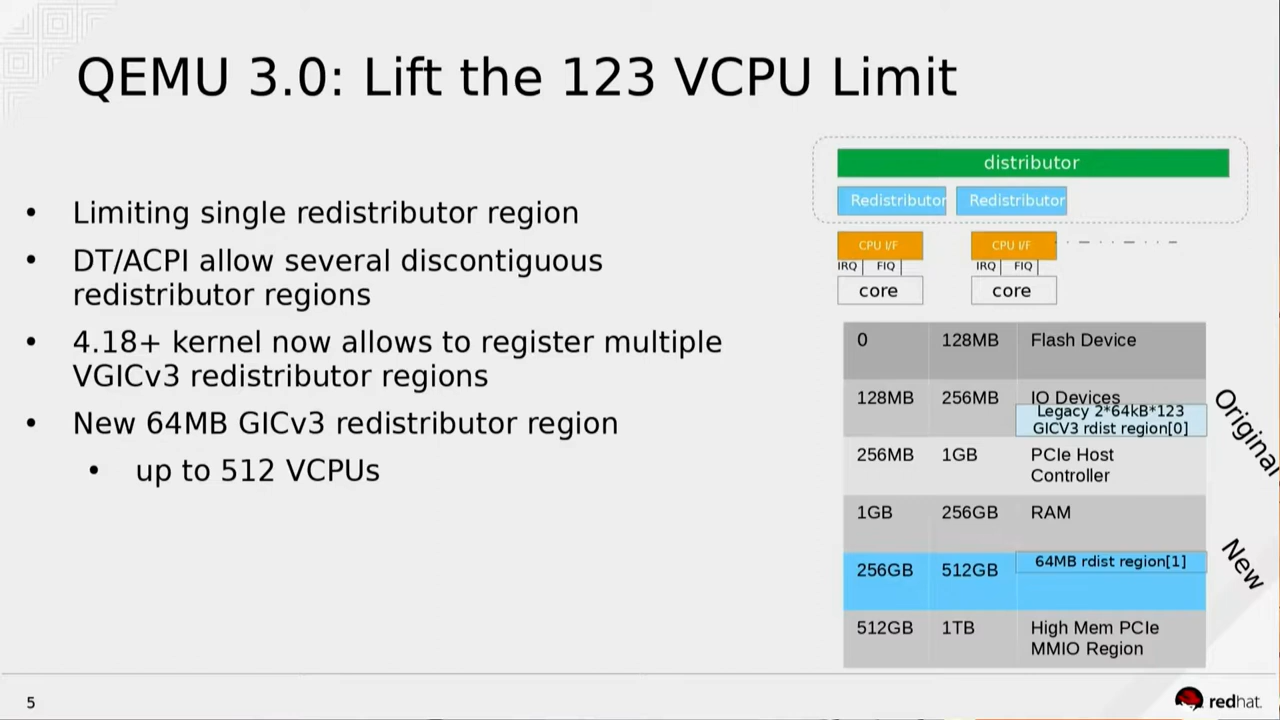 QEMU 3.0: Lift the 123 VCPU Limit
• Limiting single redistributor region
• DT/ACPI allow several discontiguous
redistributor regions
• 4.18+ kernel now allows to register multiple
VGICv3 redistributor regions
• New 64MB GICv3 redistributor region
• up to 512 VCPUs
distributor
Redistributor Redistributor
CPU I/F CPU I/F
IRQ FIQ IRQ FIQ
core core
0 128MB Flash Device
128MB 256MB IO Devices
Legacy 2*64kB*123
GICV3 rdist region[0]
256MB 1GB PCIe Host
Controller
1GB 256GB RAM
256GB 512GB 64MB rdist region[1]
512GB 1TB High Mem PCIe
MMIO Region
Original
New
5
redhat.